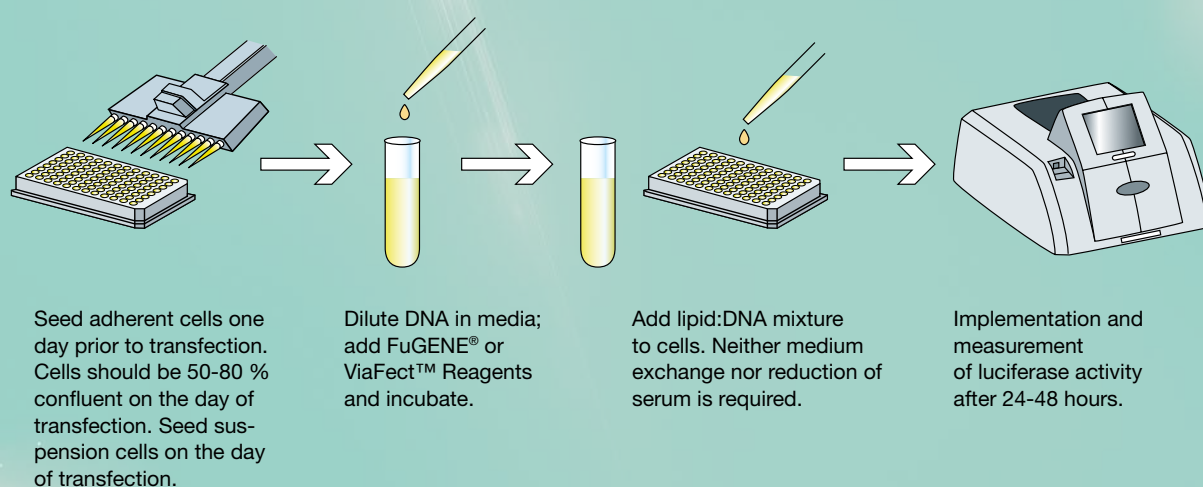 Seed adherent cells one
day prior to transfection.
Cells should be 50-80 %
confluent on the day of
transfection. Seed sus-
pension cells on the day
of transfection.
Dilute DNA in media;
add FuGENE® or
ViaFect™ Reagents
and incubate.
Add lipid:DNA mixture
to cells. Neither medium
exchange nor reduction of
serum is required.
Implementation and
measurement
of luciferase activity
after 24-48 hours.